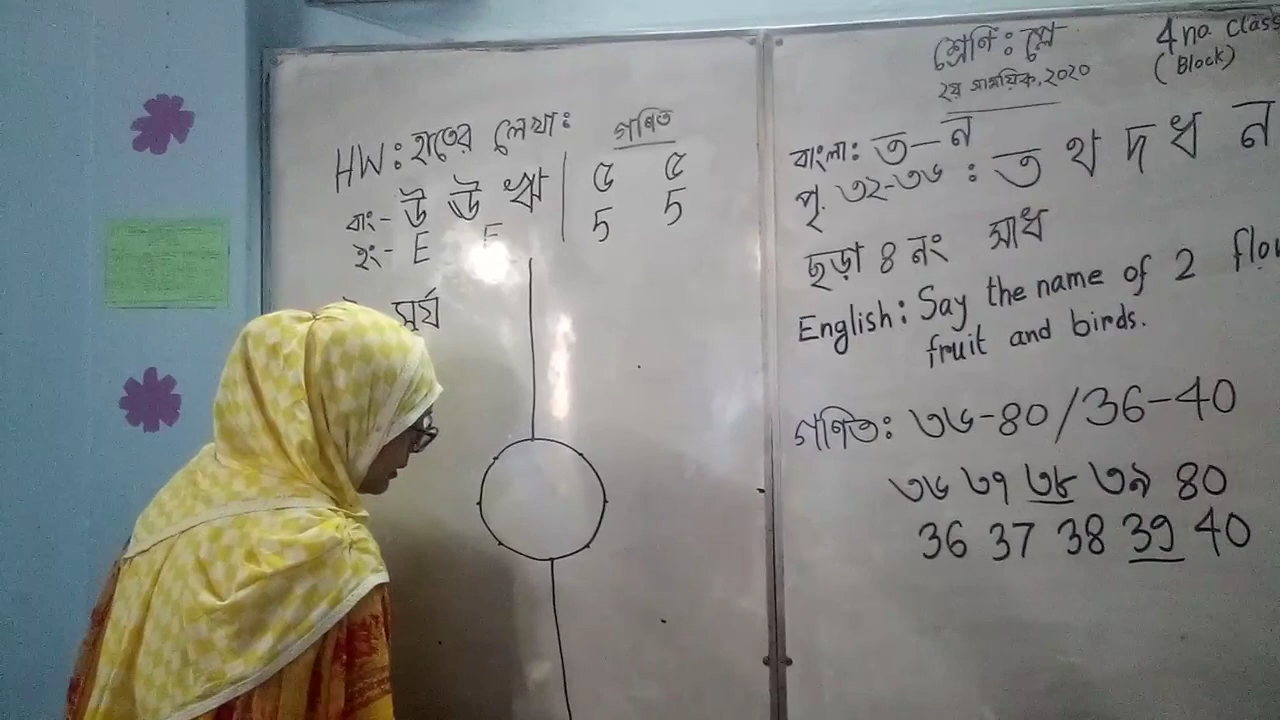 HW: হাতের লেখা:
গণিত
বাং- উ ঊ ঋ | ৫ ৫
ইং- E E 5 5
সূর্য
শ্রেণি: প্লে
২য় সাময়িক, ২০২০
4 no. Class
(Block)
বাংলা: ত—ন
পৃ. ৩২-৩৬ : ত থ দ ধ ন
ছড়া ৪ নং সাধ
English: Say the name of 2
fruit and birds.
গণিত: ৩৬-৪০/36-40
৩৬ ৩৭ ৩৮ ৩৯ ৪০
36 37 38 39 40